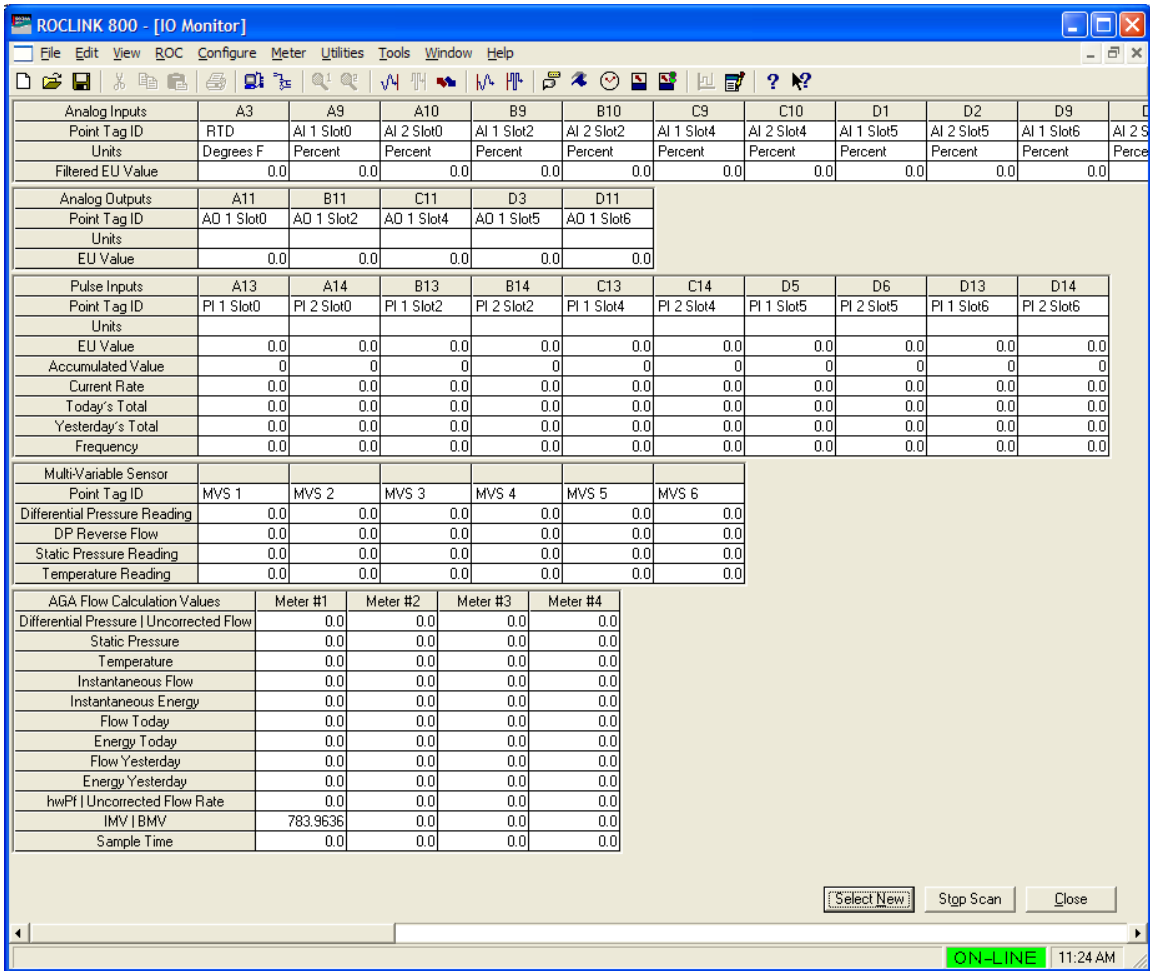 ROCLINK 800 - [IO Monitor]
File Edit View ROC Configure Meter Utilities Tools Window Help
Analog Inputs A3 A9 A10 B9 B10 C9 C10 D1 D2 D9
Point Tag ID RTD AI 1 Slot0 AI 2 Slot0 AI 1 Slot2 AI 2 Slot2 AI 1 Slot4 AI 2 Slot4 AI 1 Slot5 AI 2 Slot5 AI 1 Slot6 AI 2 S
Units Degrees F Percent Percent Percent Percent Percent Percent Percent Percent Percent Perce
Filtered EU Value 0.0 0.0 0.0 0.0 0.0 0.0 0.0 0.0 0.0 0.0
Analog Outputs A11 B11 C11 D3 D11
Point Tag ID AO 1 Slot0 AO 1 Slot2 AO 1 Slot4 AO 1 Slot5 AO 1 Slot6
Units
EU Value 0.0 0.0 0.0 0.0 0.0
Pulse Inputs A13 A14 B13 B14 C13 C14 D5 D6 D13 D14
Point Tag ID PI 1 Slot0 PI 2 Slot0 PI 1 Slot2 PI 2 Slot2 PI 1 Slot4 PI 2 Slot4 PI 1 Slot5 PI 2 Slot5 PI 1 Slot6 PI 2 Slot6
Units
EU Value 0.0 0.0 0.0 0.0 0.0 0.0 0.0 0.0 0.0 0.0
Accumulated Value 0 0 0 0 0 0 0 0 0 0
Current Rate 0.0 0.0 0.0 0.0 0.0 0.0 0.0 0.0 0.0 0.0
Today's Total 0.0 0.0 0.0 0.0 0.0 0.0 0.0 0.0 0.0 0.0
Yesterday's Total 0.0 0.0 0.0 0.0 0.0 0.0 0.0 0.0 0.0 0.0
Frequency 0.0 0.0 0.0 0.0 0.0 0.0 0.0 0.0 0.0 0.0
Multi-Variable Sensor
Point Tag ID MVS 1 MVS 2 MVS 3 MVS 4 MVS 5 MVS 6
Differential Pressure Reading 0.0 0.0 0.0 0.0 0.0 0.0
DP Reverse Flow 0.0 0.0 0.0 0.0 0.0 0.0
Static Pressure Reading 0.0 0.0 0.0 0.0 0.0 0.0
Temperature Reading 0.0 0.0 0.0 0.0 0.0 0.0
AGA Flow Calculation Values Meter #1 Meter #2 Meter #3 Meter #4
Differential Pressure | Uncorrected Flow 0.0 0.0 0.0 0.0
Static Pressure 0.0 0.0 0.0 0.0
Temperature 0.0 0.0 0.0 0.0
Instantaneous Flow 0.0 0.0 0.0 0.0
Instantaneous Energy 0.0 0.0 0.0 0.0
Flow Today 0.0 0.0 0.0 0.0
Energy Today 0.0 0.0 0.0 0.0
Flow Yesterday 0.0 0.0 0.0 0.0
Energy Yesterday 0.0 0.0 0.0 0.0
hwPf | Uncorrected Flow Rate 0.0 0.0 0.0 0.0
IMV | BMV 783.9636 0.0 0.0 0.0
Sample Time 0.0 0.0 0.0 0.0
Select New Stop Scan Close
ON-LINE 11:24 AM